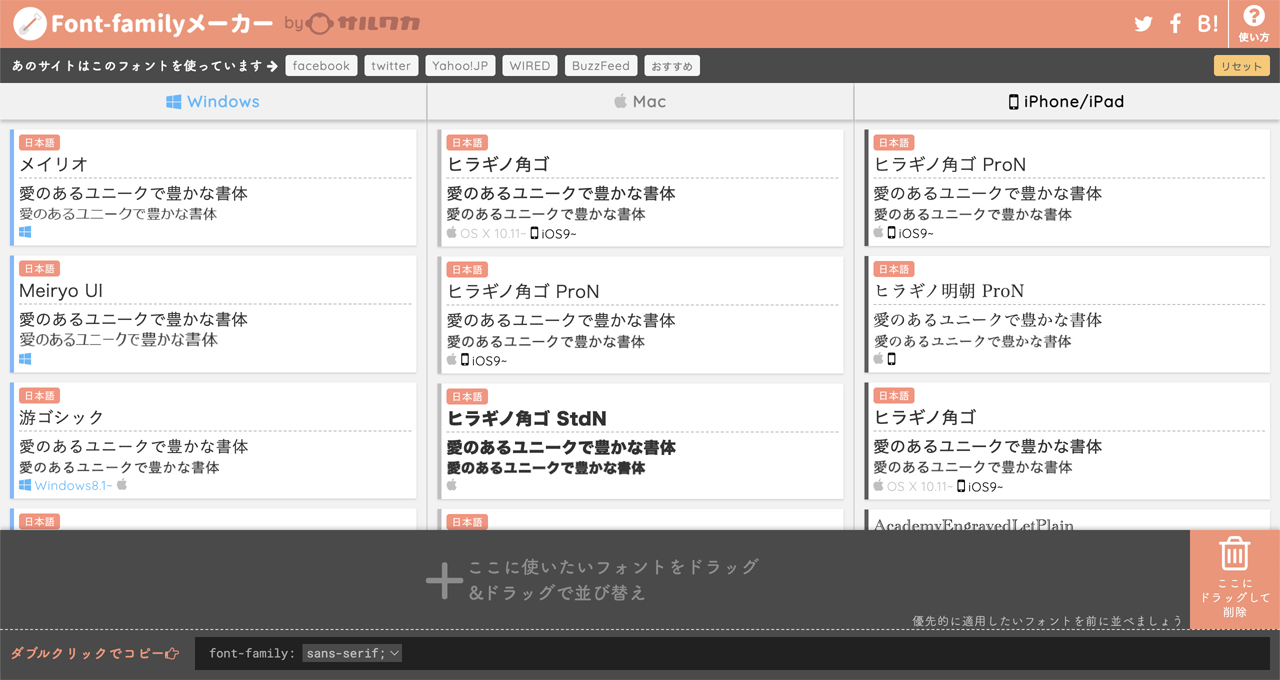 Font-familyメーカー by サルワカ
B!
使い方
あのサイトはこのフォントを使っています facebook twitter Yahoo!JP WIRED BuzzFeed おすすめ リセット
Windows
日本語
メイリオ
愛のあるユニークで豊かな書体
愛のあるユニークで豊かな書体
日本語
Meiryo UI
愛のあるユニークで豊かな書体
愛のあるユニークで豊かな書体
日本語
游ゴシック
愛のあるユニークで豊かな書体
愛のあるユニークで豊かな書体
Windows8.1~
日本語
Mac
日本語
ヒラギノ角ゴ
愛のあるユニークで豊かな書体
愛のあるユニークで豊かな書体
OS X 10.11~ iOS9~
日本語
ヒラギノ角ゴ ProN
愛のあるユニークで豊かな書体
愛のあるユニークで豊かな書体
iOS9~
日本語
ヒラギノ角ゴ StdN
愛のあるユニークで豊かな書体
愛のあるユニークで豊かな書体
日本語
iPhone/iPad
日本語
ヒラギノ角ゴ ProN
愛のあるユニークで豊かな書体
愛のあるユニークで豊かな書体
iOS9~
日本語
ヒラギノ明朝 ProN
愛のあるユニークで豊かな書体
愛のあるユニークで豊かな書体
日本語
ヒラギノ角ゴ
愛のあるユニークで豊かな書体
愛のあるユニークで豊かな書体
OS X 10.11~ iOS9~
AcademyEngravedLetPlain
ここに使いたいフォントをドラッグ
&ドラッグで並び替え
優先的に適用したいフォントを前に並べましょう
ここに
ドラッグして
削除
ダブルクリックでコピー
font-family: sans-serif;